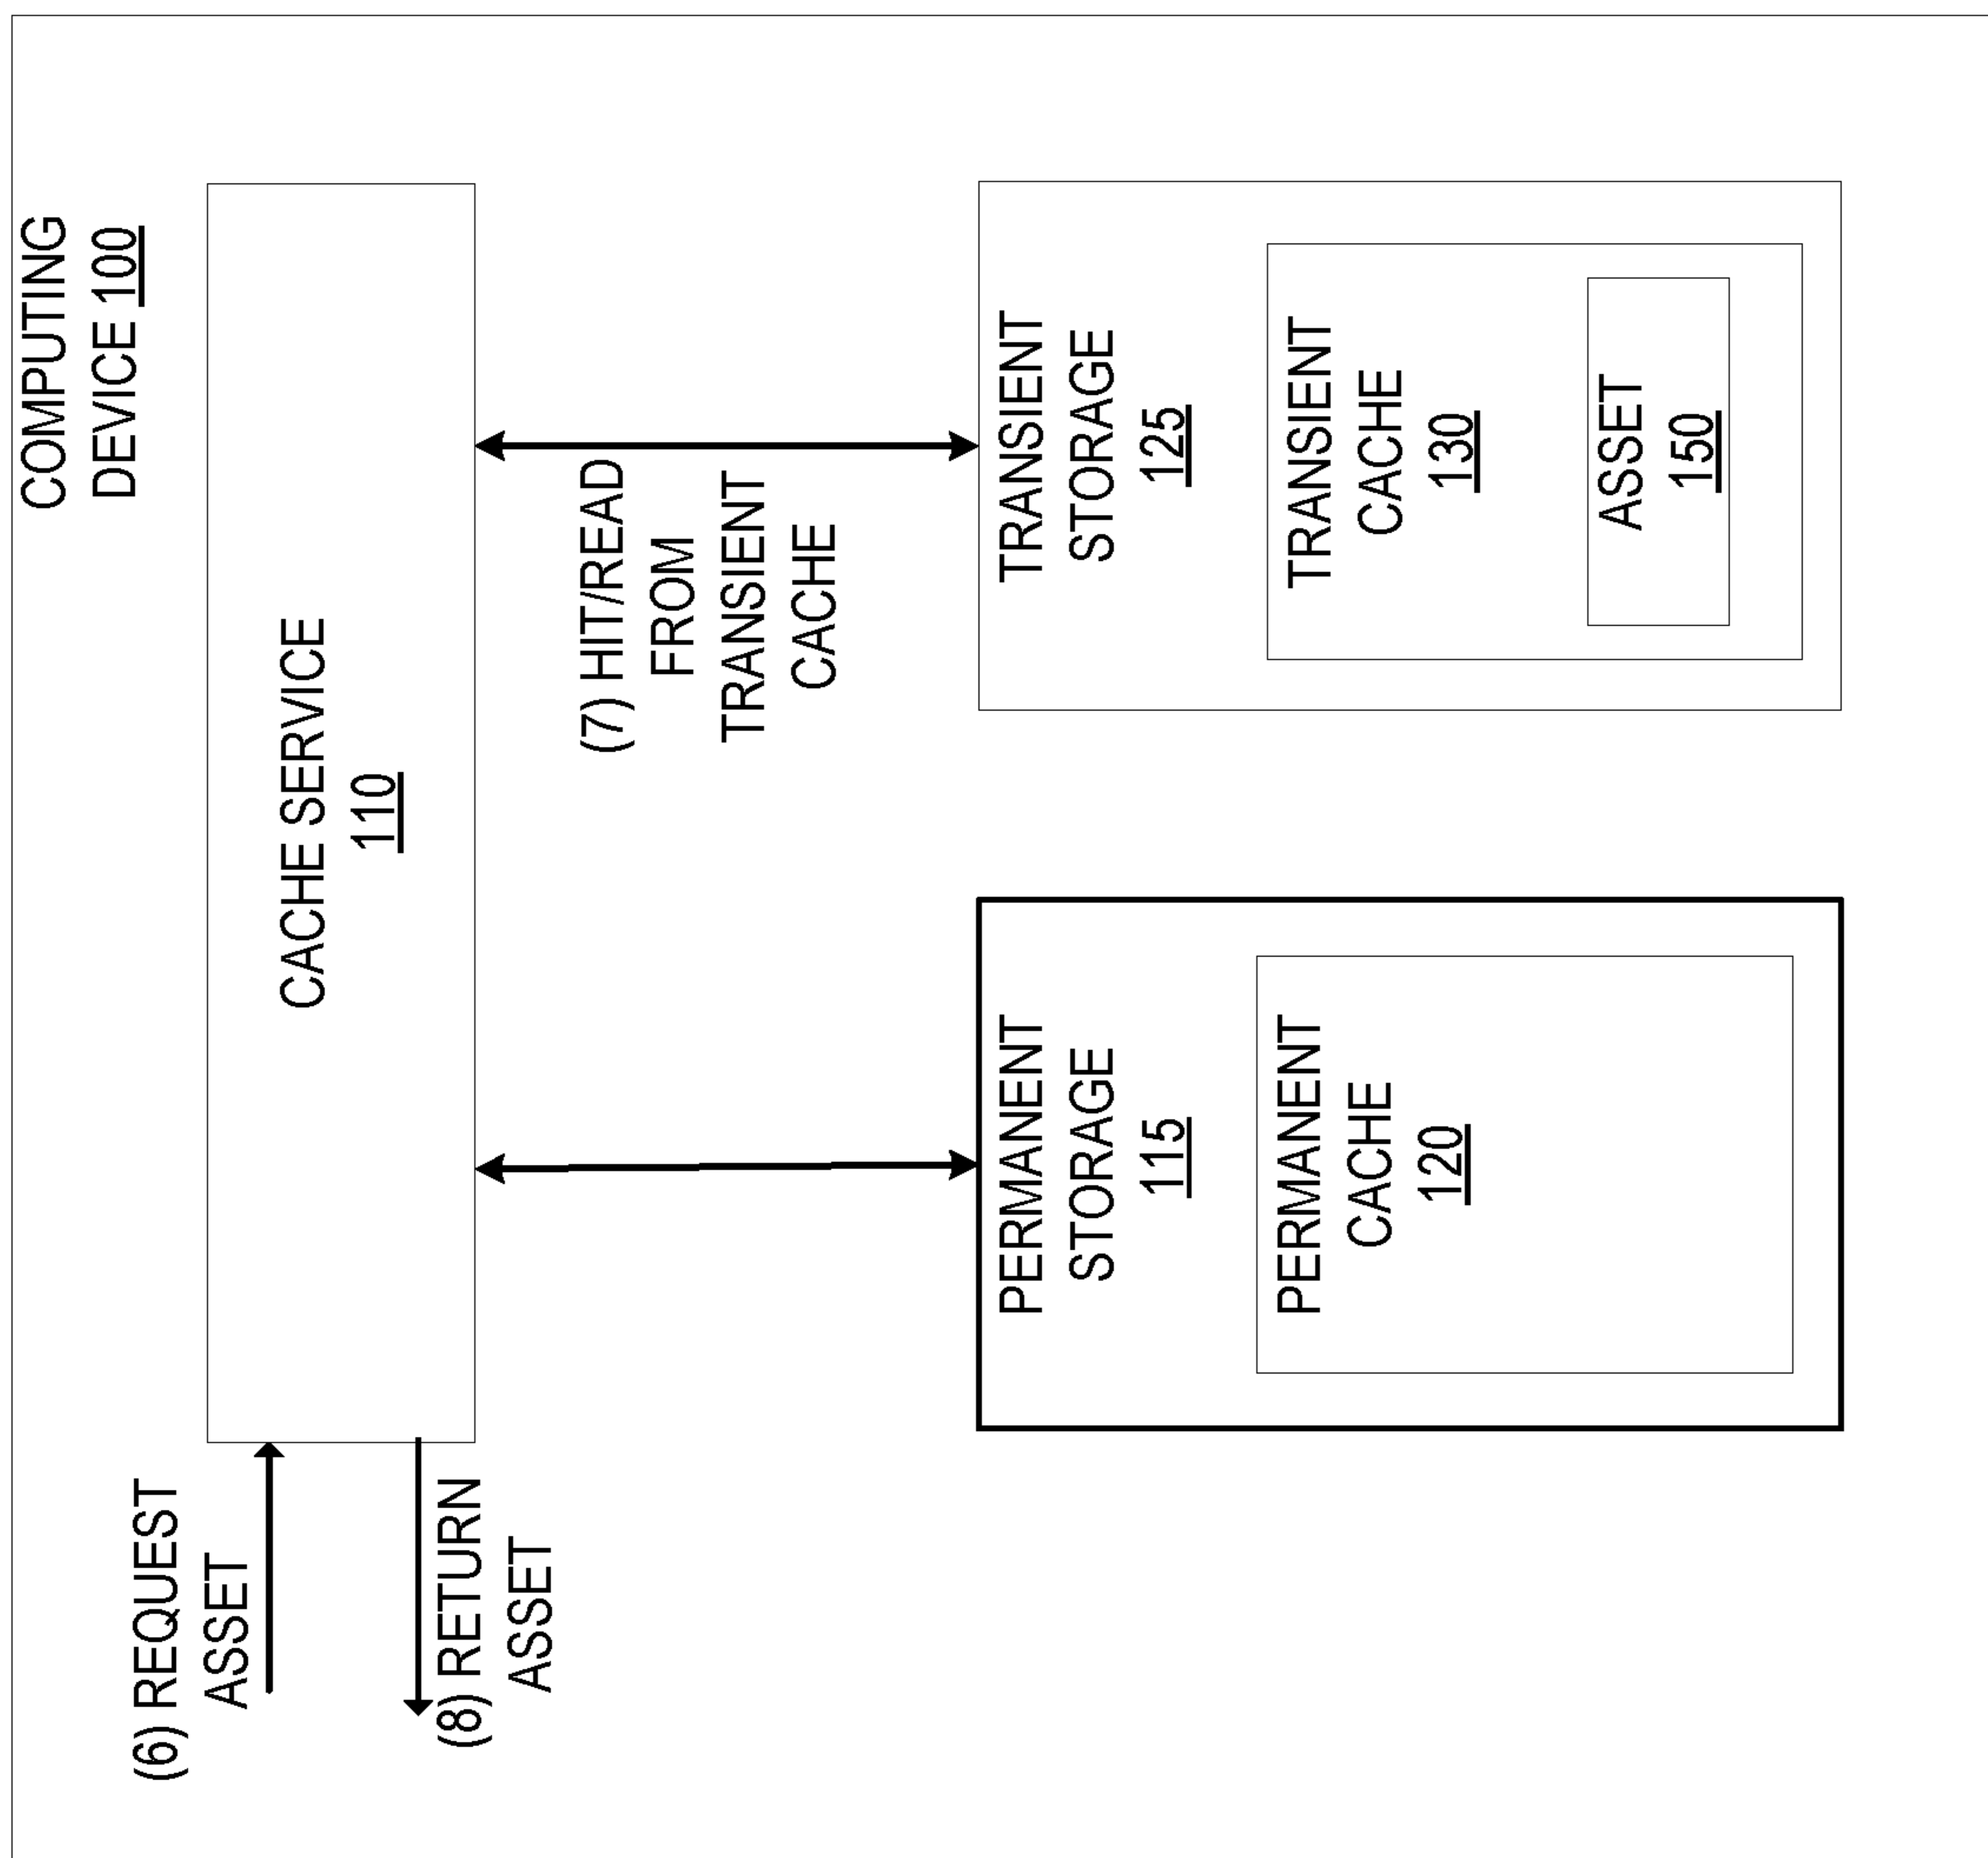 COMPUTING
DEVICE 100
(6) REQUEST
ASSET
CACHE SERVICE
110
(8) RETURN
ASSET
(7) HIT/READ
FROM
TRANSIENT
CACHE
PERMANENT
STORAGE
115
PERMANENT
CACHE
120
TRANSIENT
STORAGE
125
TRANSIENT
CACHE
130
ASSET
150